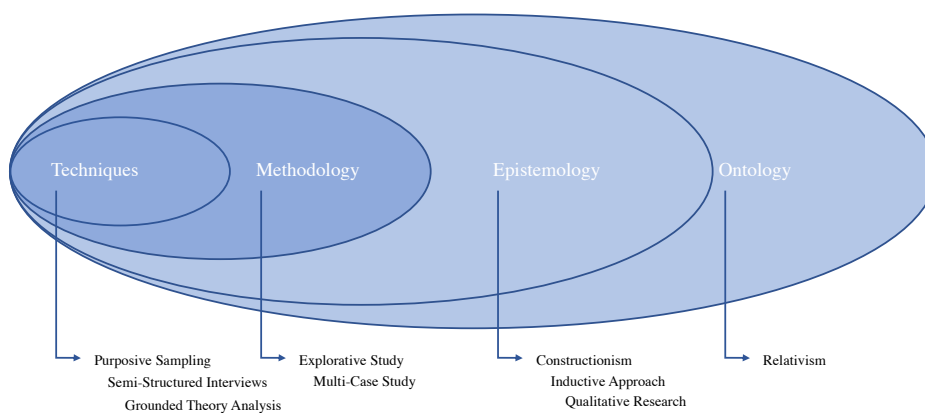 Techniques
Methodology
Epistemology
Ontology
Purposive Sampling
Semi-Structured Interviews
Grounded Theory Analysis
Explorative Study
Multi-Case Study
Constructionism
Inductive Approach
Qualitative Research
Relativism